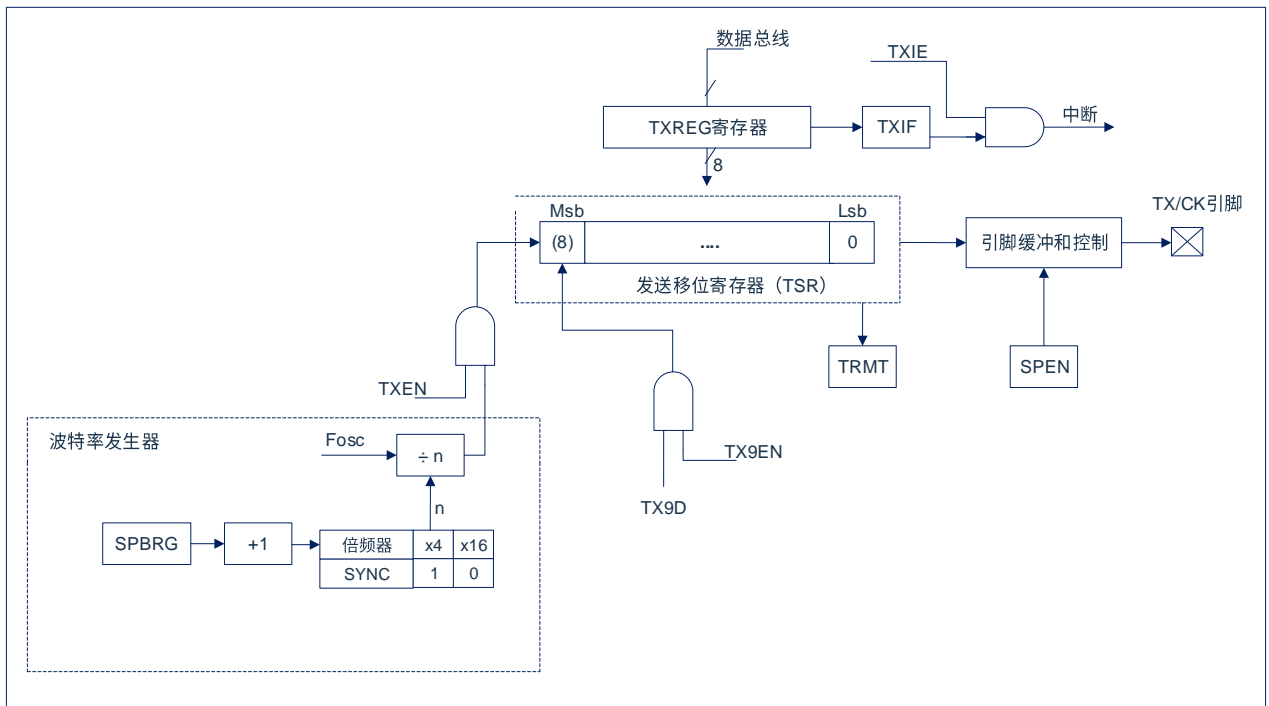 数据总线
TXIE
TXREG寄存器
TXIF
中断
8
Msb
Lsb
TX/CK引脚
(8)
....
0
引脚缓冲和控制
发送移位寄存器（TSR）
TRMT
SPEN
TXEN
波特率发生器
Fosc
÷ n
TX9EN
n
TX9D
SPBRG
+1
倍频器 x4 x16
SYNC 1 0